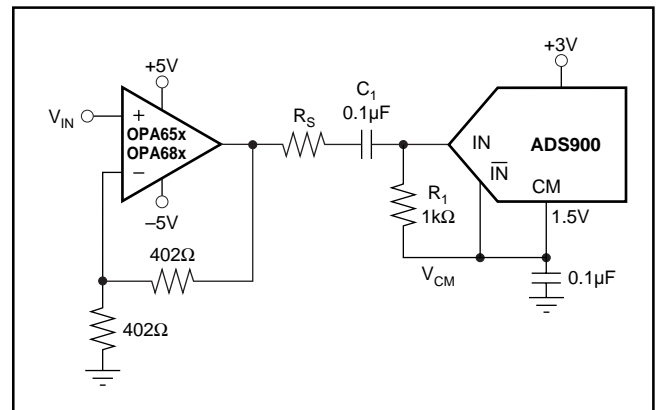 +5V
V_IN
+
OPA65x
OPA68x
−
–5V
402Ω
402Ω
R_S
C_1
0.1µF
R_1
1kΩ
V_CM
+3V
IN
ADS900
I̅N̅
CM
1.5V
0.1µF